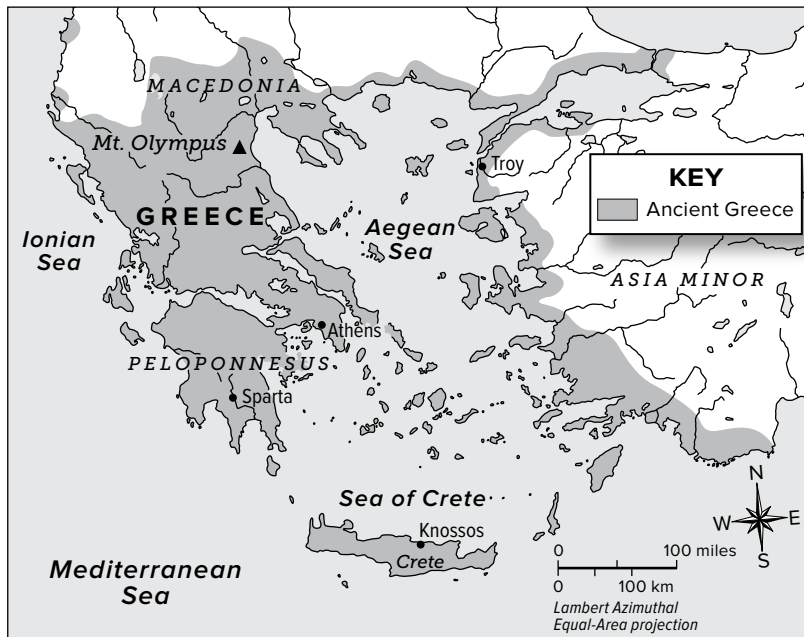 MACEDONIA
Mt. Olympus
Troy
KEY
Ancient Greece
GREECE
Aegean
Sea
Ionian
Sea
ASIA MINOR
Athens
PELOPONNESUS
Sparta
Sea of Crete
Knossos
Crete
Mediterranean
Sea
N
W E
S
0 100 miles
0 100 km
Lambert Azimuthal
Equal-Area projection